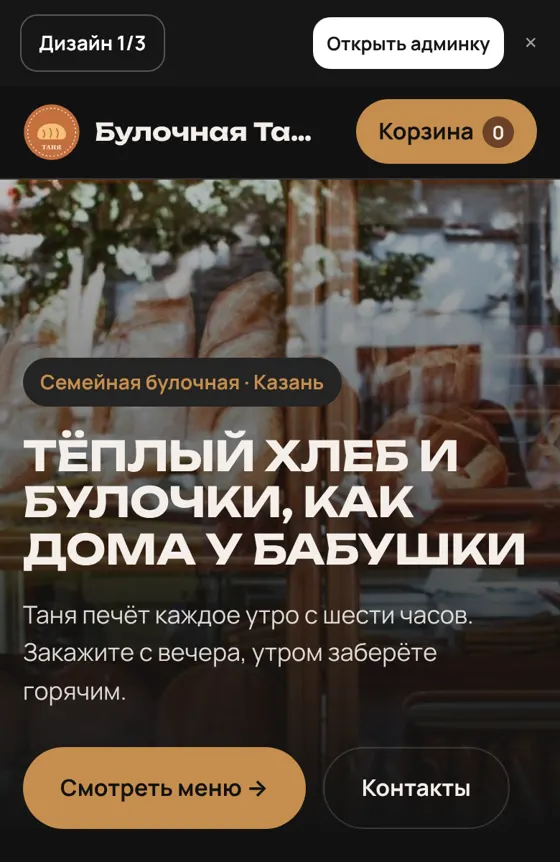 Дизайн 1/3
Открыть админку
×
ТАНЯ
Булочная Та...
Корзина 0
Семейная булочная · Казань
ТЁПЛЫЙ ХЛЕБ И
БУЛОЧКИ, КАК
ДОМА У БАБУШКИ
Таня печёт каждое утро с шести часов.
Закажите с вечера, утром заберёте
горячим.
Смотреть меню →
Контакты